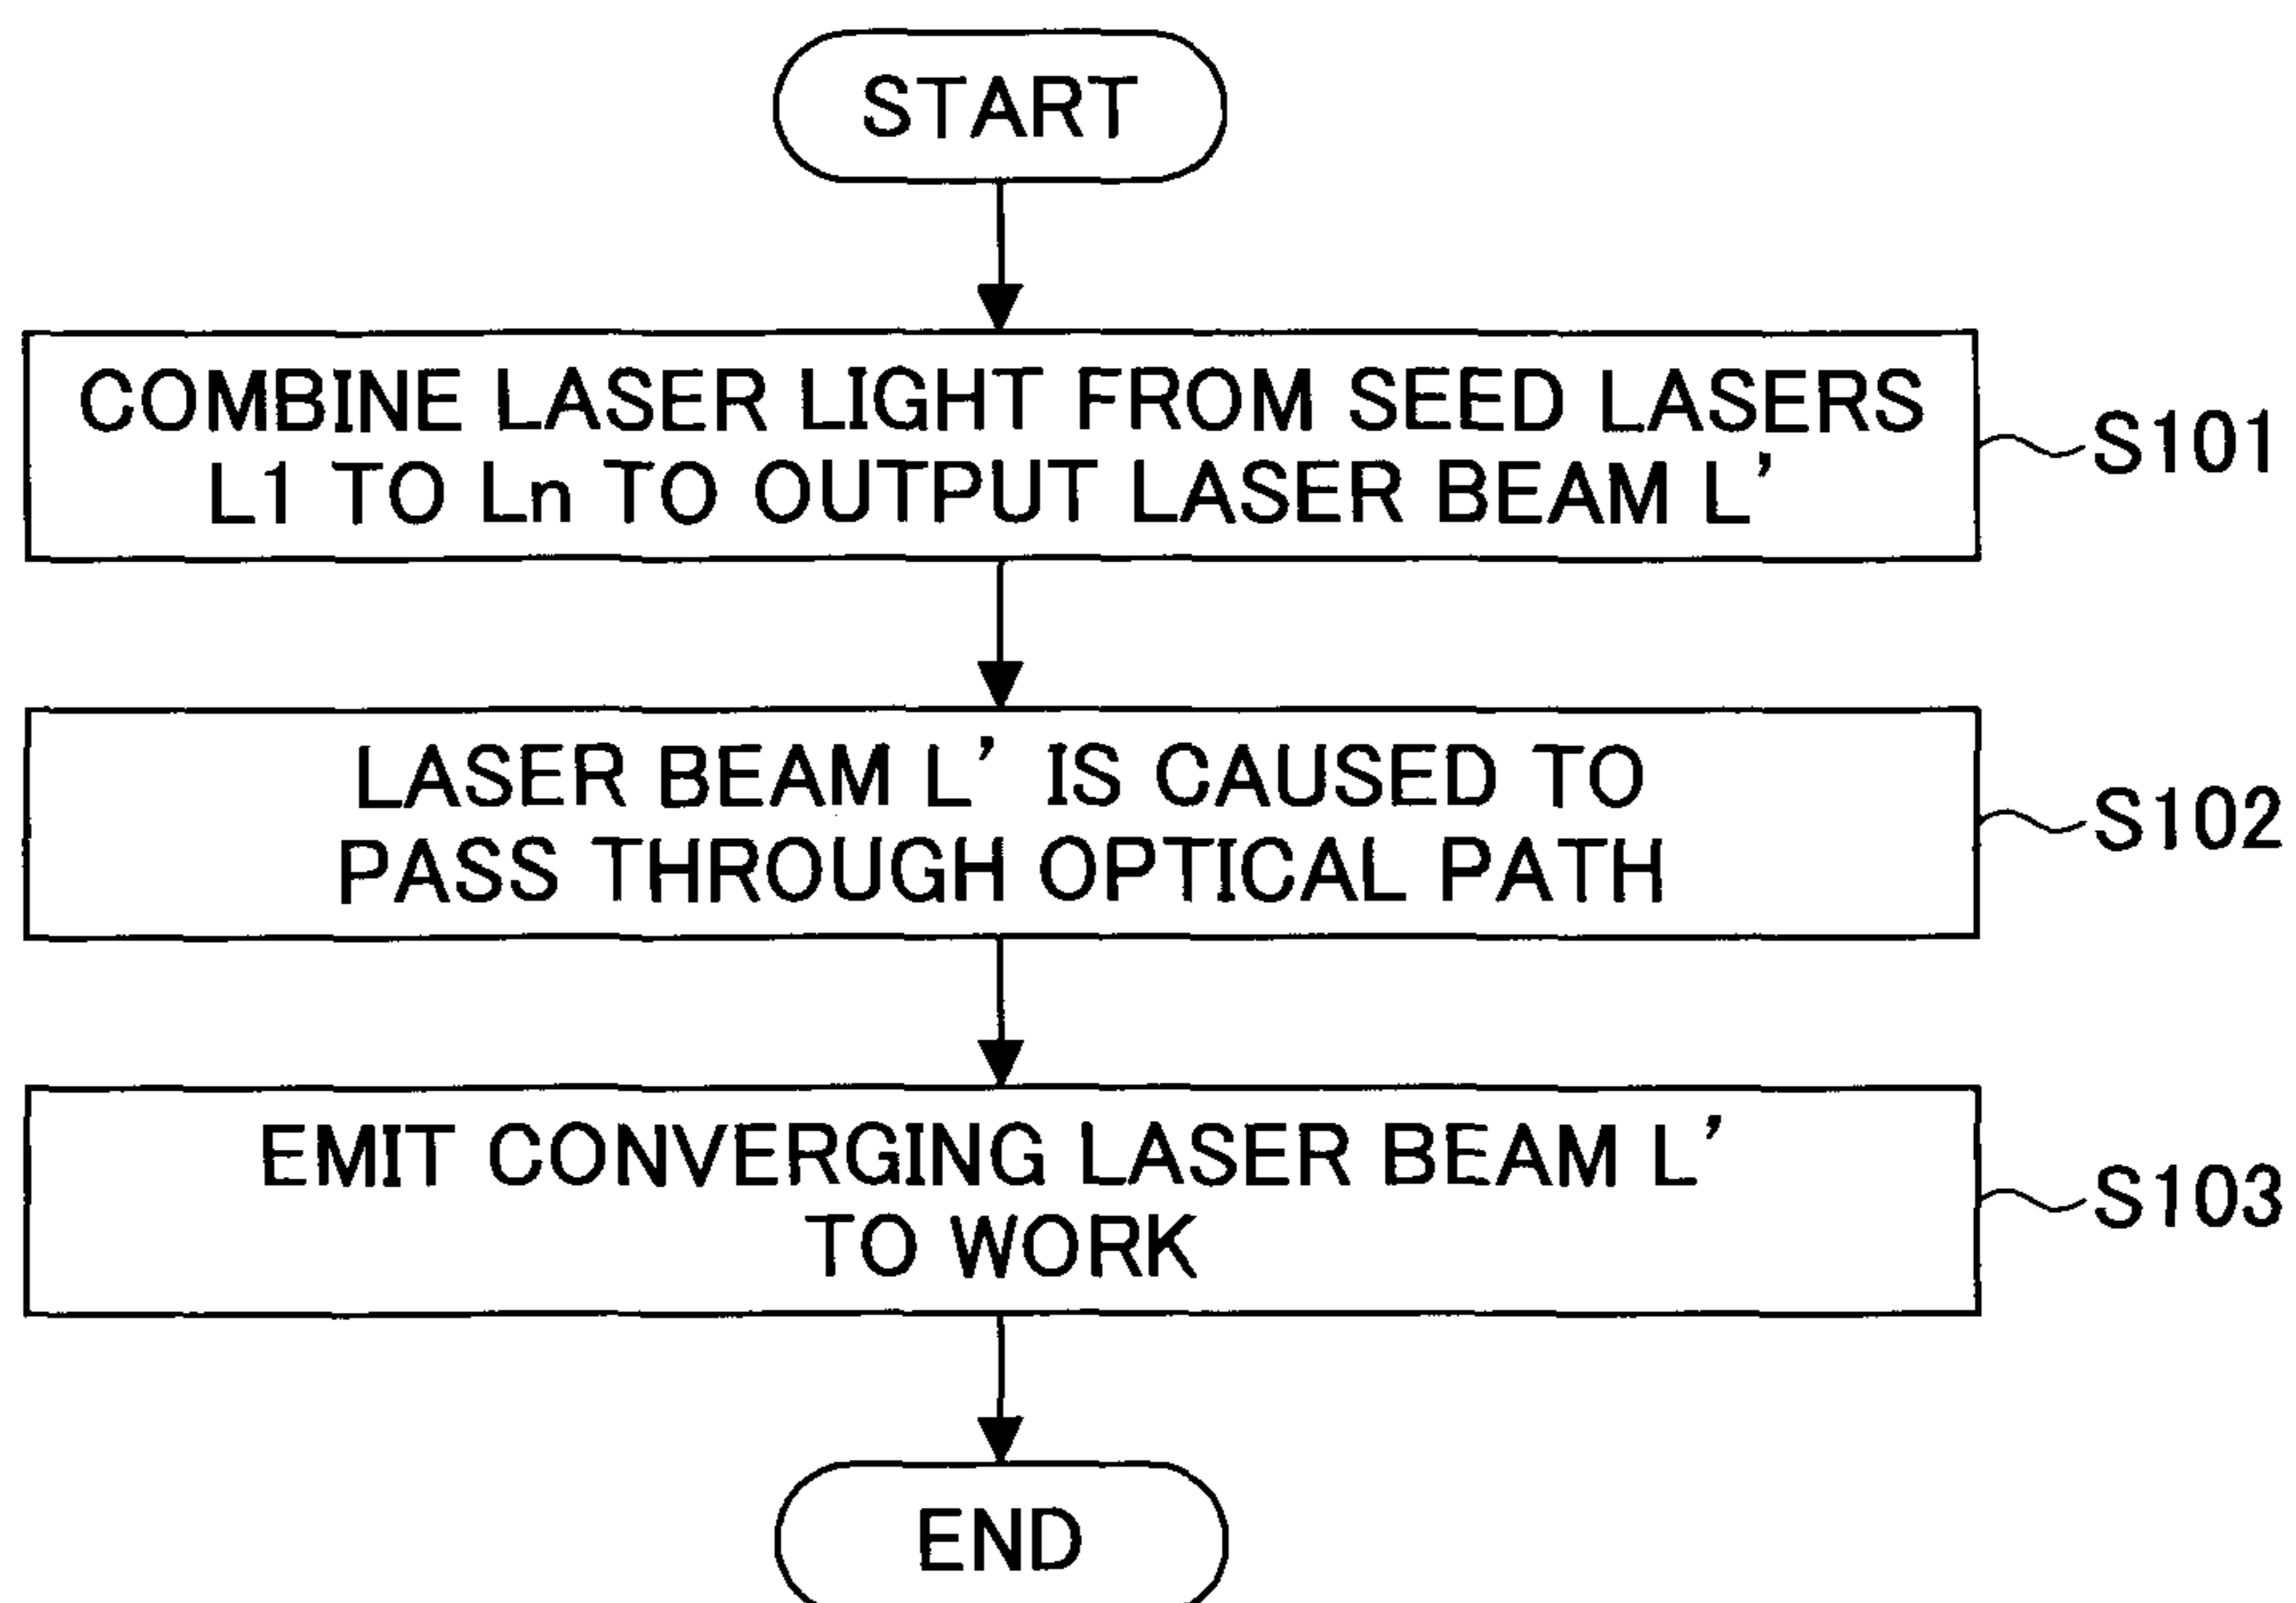 START
COMBINE LASER LIGHT FROM SEED LASERS
L1 TO Ln TO OUTPUT LASER BEAM L'
S101
LASER BEAM L' IS CAUSED TO
PASS THROUGH OPTICAL PATH
S102
EMIT CONVERGING LASER BEAM L'
TO WORK
S103
END